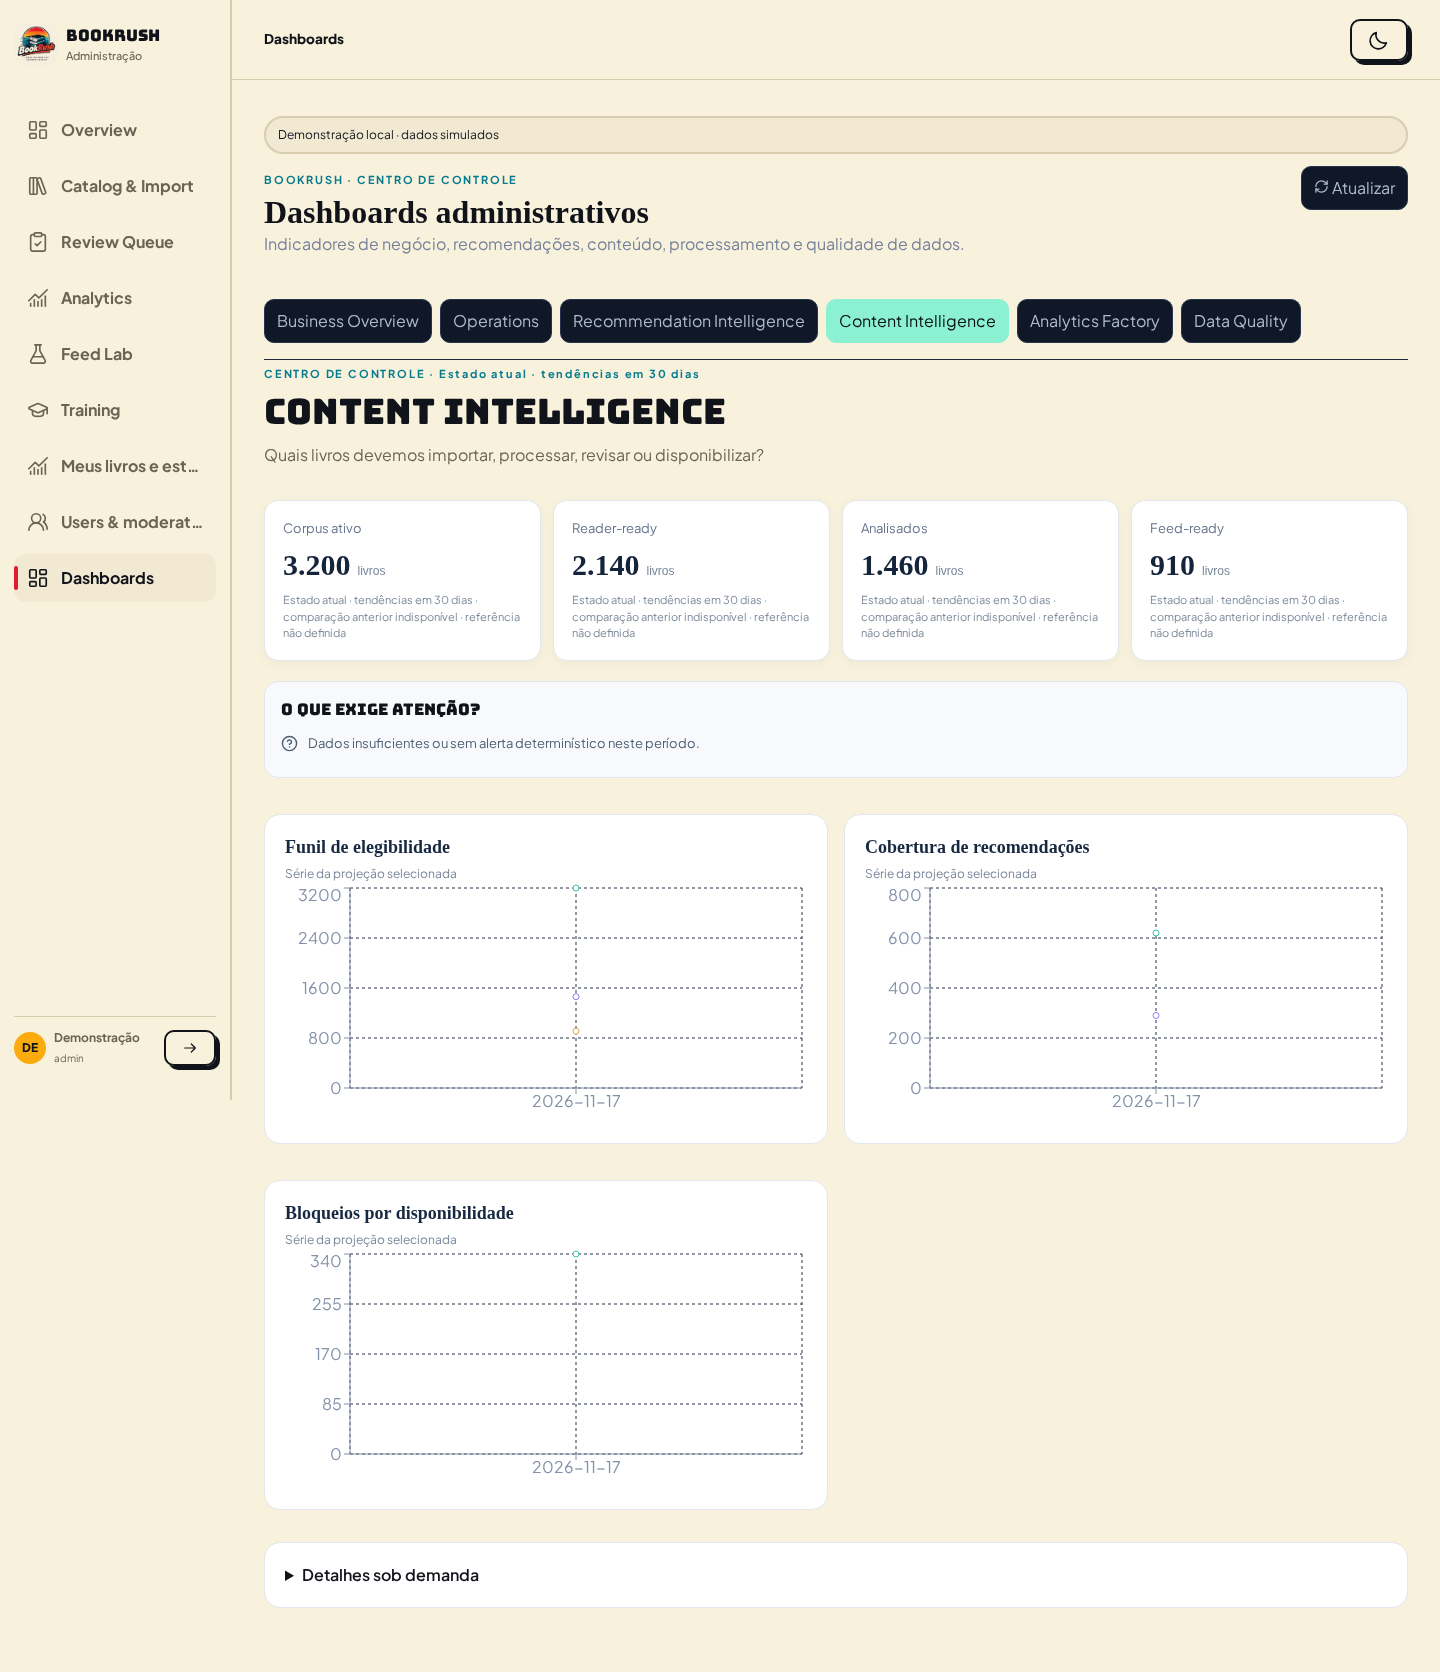 BOOKRUSH
Administração
Overview
Catalog & Import
Review Queue
Analytics
Feed Lab
Training
Meus livros e est…
Users & moderat…
Dashboards
DE
Demonstração
admin
Dashboards
Demonstração local · dados simulados
BOOKRUSH · CENTRO DE CONTROLE
Dashboards administrativos
Indicadores de negócio, recomendações, conteúdo, processamento e qualidade de dados.
Atualizar
Business Overview
Operations
Recommendation Intelligence
Content Intelligence
Analytics Factory
Data Quality
CENTRO DE CONTROLE · Estado atual · tendências em 30 dias
CONTENT INTELLIGENCE
Quais livros devemos importar, processar, revisar ou disponibilizar?
Corpus ativo
3.200 livros
Estado atual · tendências em 30 dias ·
comparação anterior indisponível · referência
não definida
Reader-ready
2.140 livros
Estado atual · tendências em 30 dias ·
comparação anterior indisponível · referência
não definida
Analisados
1.460 livros
Estado atual · tendências em 30 dias ·
comparação anterior indisponível · referência
não definida
Feed-ready
910 livros
Estado atual · tendências em 30 dias ·
comparação anterior indisponível · referência
não definida
O QUE EXIGE ATENÇÃO?
Dados insuficientes ou sem alerta determinístico neste período.
Funil de elegibilidade
Série da projeção selecionada
3200
2400
1600
800
0
2026-11-17
Cobertura de recomendações
Série da projeção selecionada
800
600
400
200
0
2026-11-17
Bloqueios por disponibilidade
Série da projeção selecionada
340
255
170
85
0
2026-11-17
Detalhes sob demanda